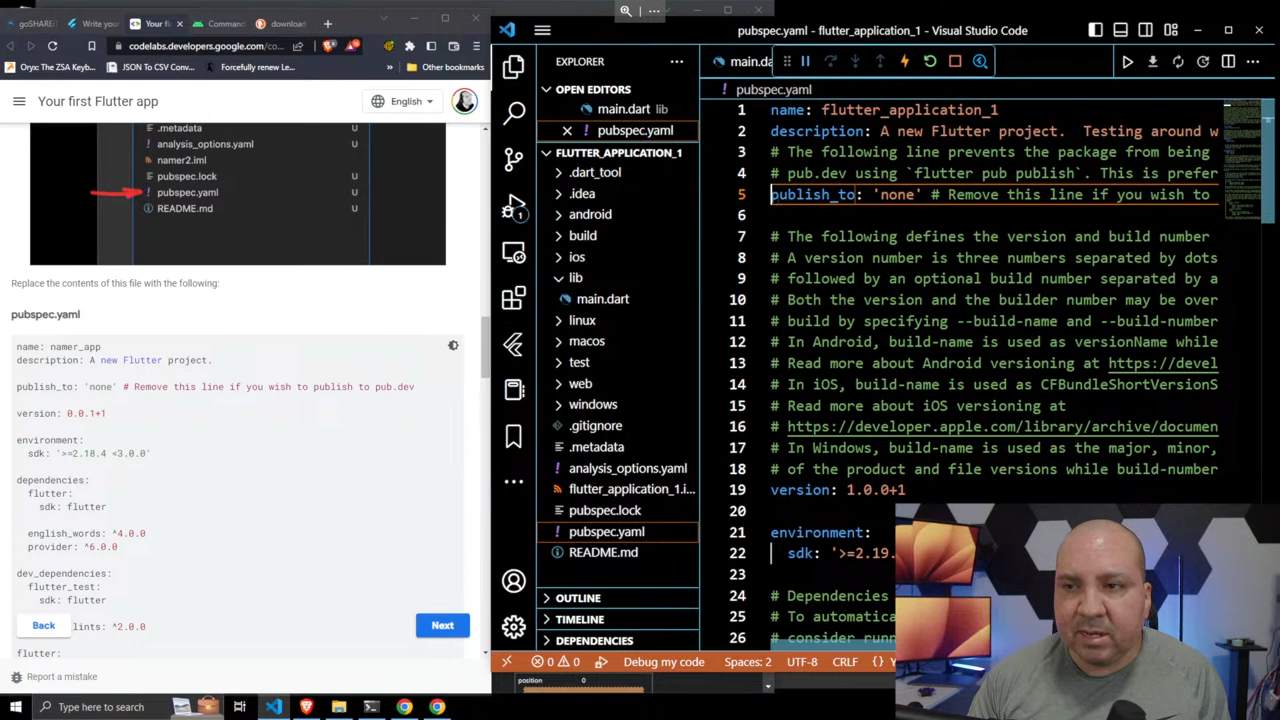 goSHARE
Write your
Your fi
Command
download
codelabs.developers.google.com/co...
Oryx: The ZSA Keyb...
JSON To CSV Conv...
Forcefully renew Le...
Other bookmarks
Your first Flutter app
English
.metadata U
analysis_options.yaml U
namer2.iml
pubspec.lock U
pubspec.yaml U
README.md U
Replace the contents of this file with the following:
pubspec.yaml
name: namer_app
description: A new Flutter project.
publish_to: 'none' # Remove this line if you wish to publish to pub.dev
version: 0.0.1+1
environment:
sdk: '>=2.18.4 <3.0.0'
dependencies:
flutter:
sdk: flutter
english_words: ^4.0.0
provider: ^6.0.0
dev_dependencies:
flutter_test:
sdk: flutter
Back
lints: ^2.0.0
Next
flutter:
Report a mistake
pubspec.yaml - flutter_application_1 - Visual Studio Code
EXPLORER
OPEN EDITORS
main.dart lib
pubspec.yaml
FLUTTER_APPLICATION_1
.dart_tool
.idea
android
build
ios
lib
main.dart
linux
macos
test
web
windows
.gitignore
.metadata
analysis_options.yaml
flutter_application_1.i...
pubspec.lock
pubspec.yaml
README.md
OUTLINE
TIMELINE
DEPENDENCIES
main.da
pubspec.yaml
1 name: flutter_application_1
2 description: A new Flutter project. Testing around w
3 # The following line prevents the package from being
4 # pub.dev using `flutter pub publish`. This is prefer
5 publish_to: 'none' # Remove this line if you wish to
6
7 # The following defines the version and build number
8 # A version number is three numbers separated by dots
9 # followed by an optional build number separated by a
10 # Both the version and the builder number may be over
11 # build by specifying --build-name and --build-number
12 # In Android, build-name is used as versionName while
13 # Read more about Android versioning at https://devel
14 # In iOS, build-name is used as CFBundleShortVersionS
15 # Read more about iOS versioning at
16 # https://developer.apple.com/library/archive/documen
17 # In Windows, build-name is used as the major, minor,
18 # of the product and file versions while build-number
19 version: 1.0.0+1
20
21 environment:
22 sdk: '>=2.19.
23
24 # Dependencies
25 # To automatica
26 # consider runn
0 0 Debug my code Spaces: 2 UTF-8 CRLF { } Y
position 0
Type here to search
1